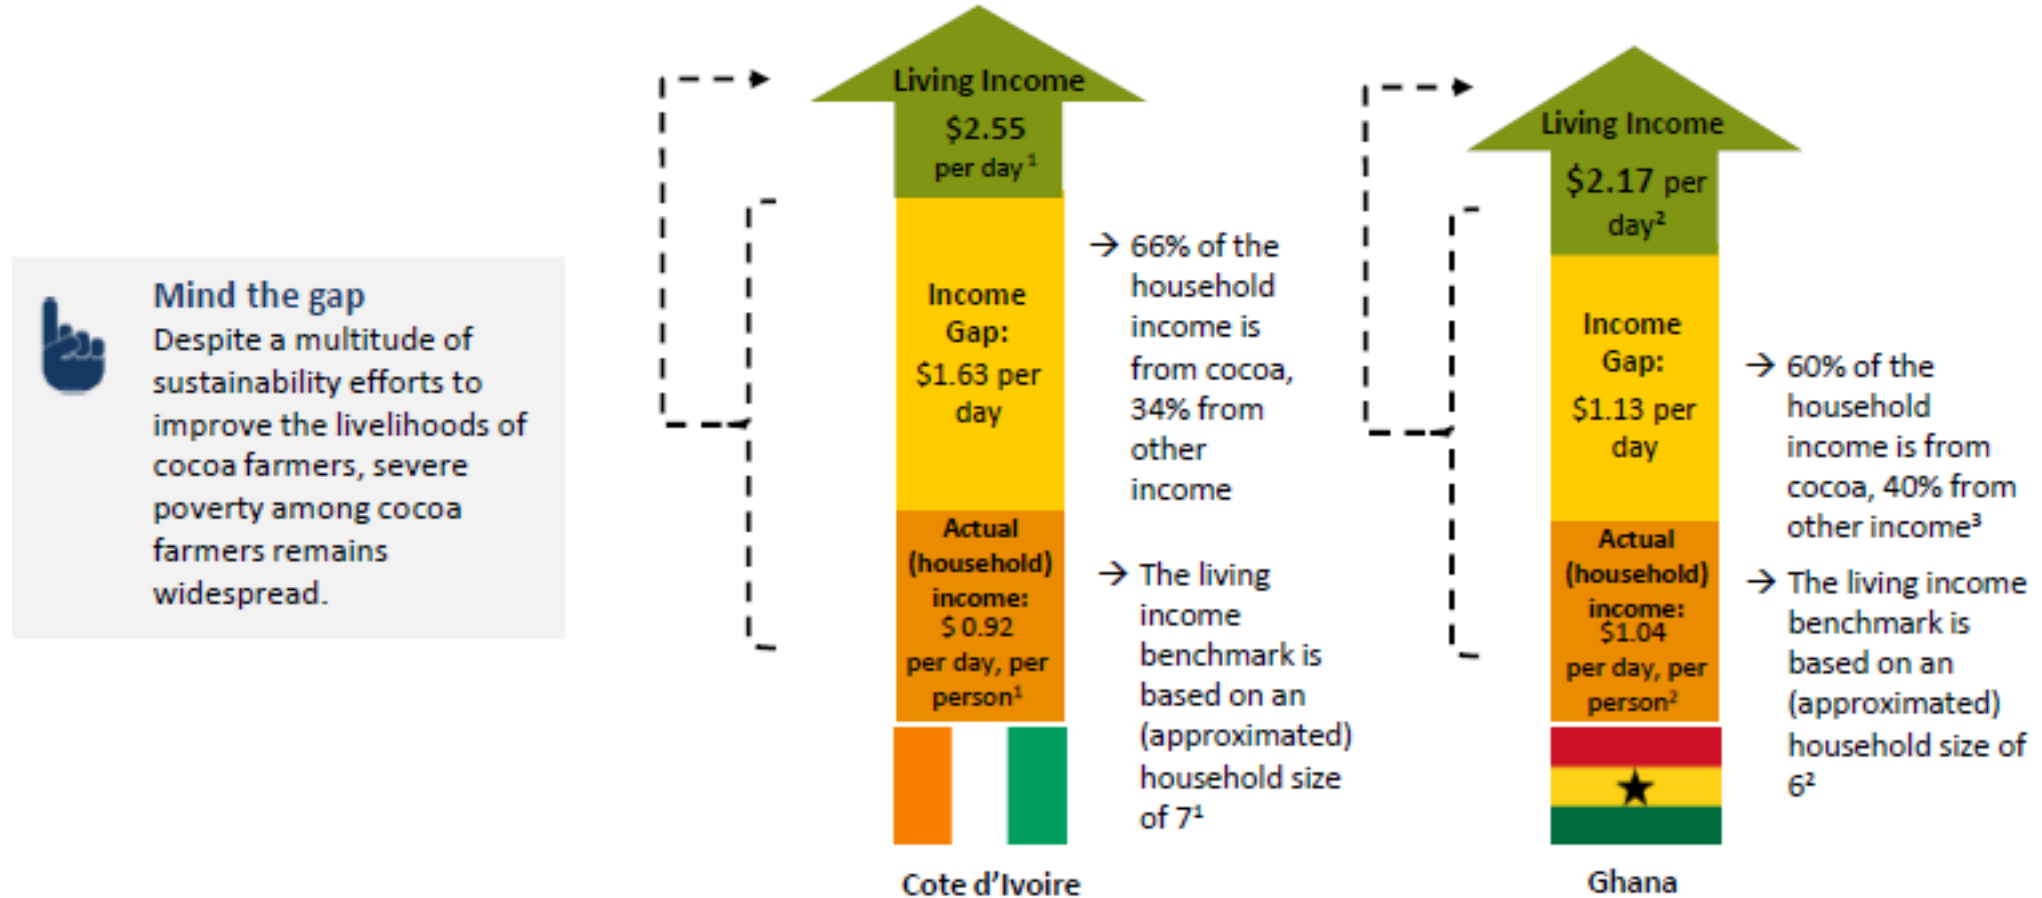 Mind the gap
Despite a multitude of
sustainability efforts to
improve the livelihoods of
cocoa farmers, severe
poverty among cocoa
farmers remains
widespread.
Living Income
$2.55
per day ¹
Income
Gap:
$1.63 per
day
Actual
(household)
income:
$ 0.92
per day, per
person¹
→ 66% of the
household
income is
from cocoa,
34% from
other
income
→ The living
income
benchmark is
based on an
(approximated)
household size
of 7¹
Cote d’Ivoire
Living Income
$2.17 per
day²
Income
Gap:
$1.13 per
day
Actual
(household)
income:
$1.04
per day, per
person²
→ 60% of the
household
income is from
cocoa, 40% from
other income³
→ The living income
benchmark is
based on an
(approximated)
household size of
6²
Ghana